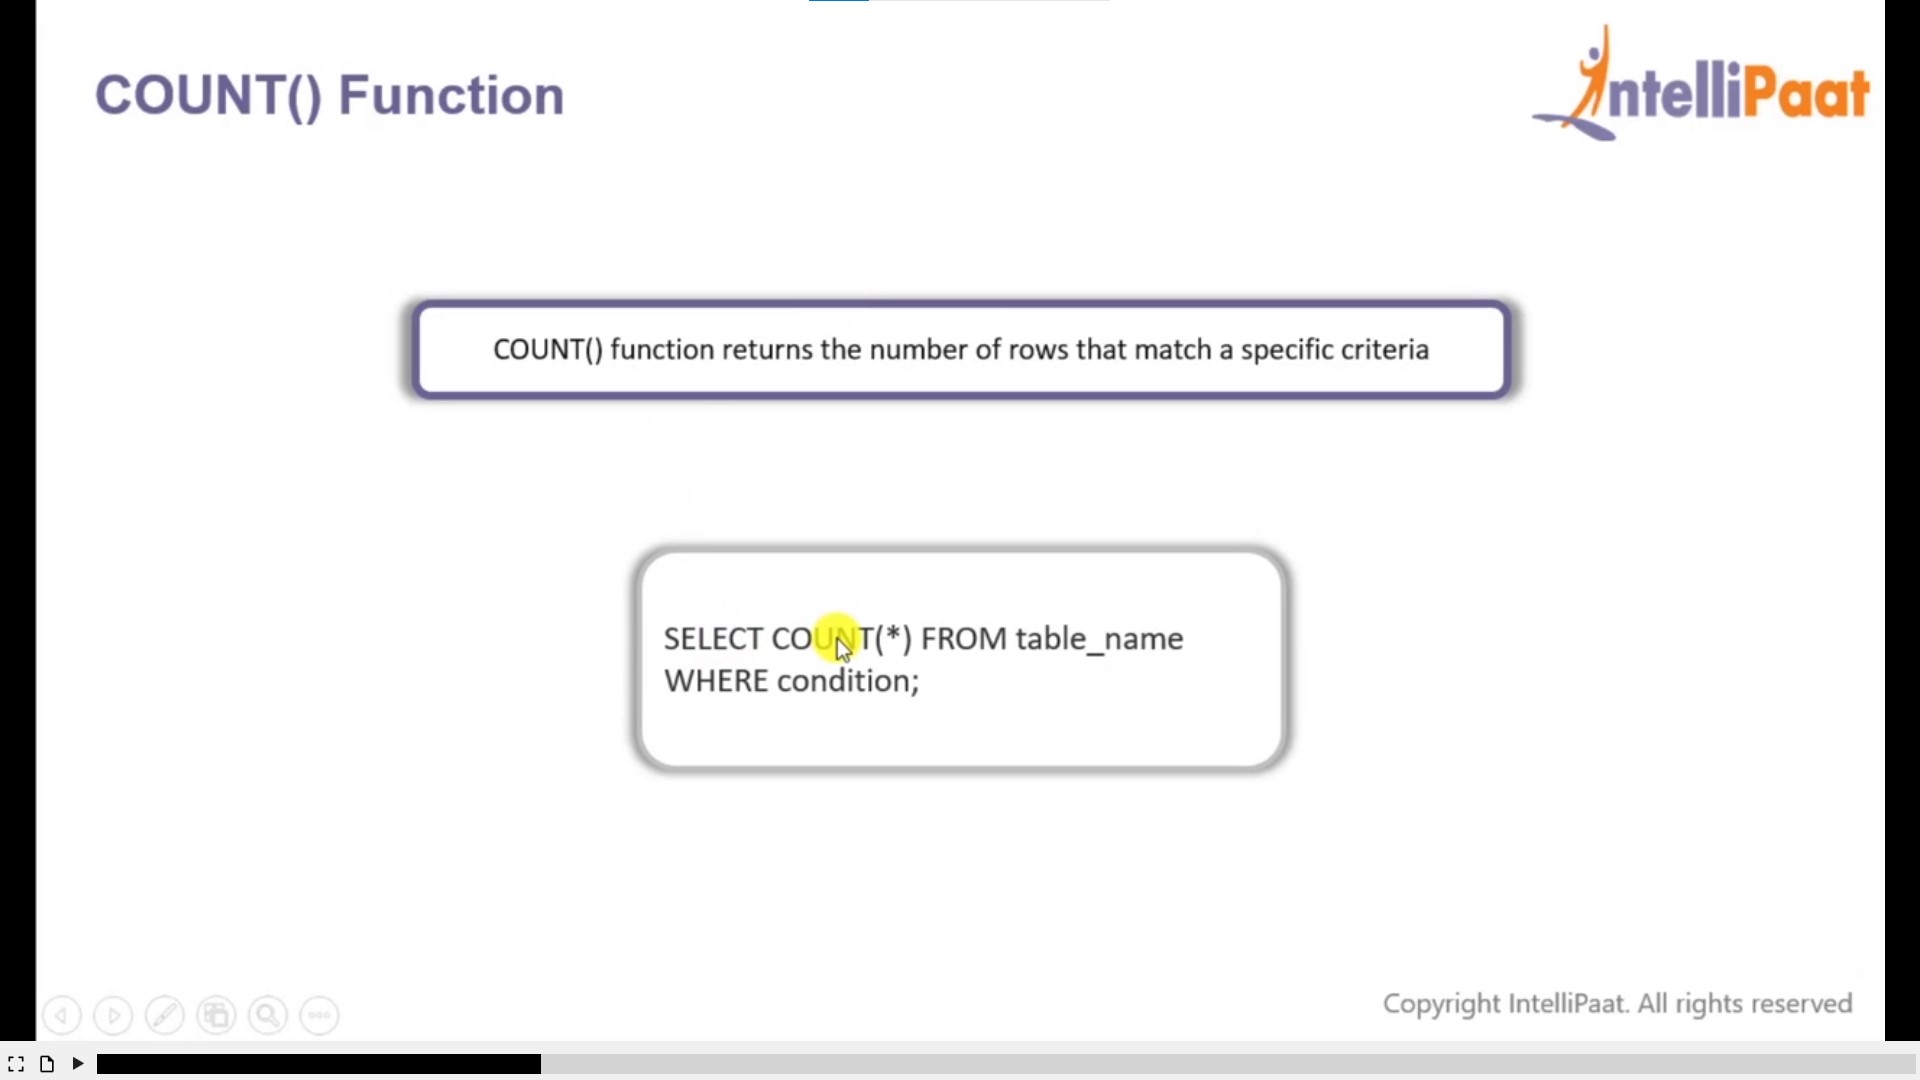 COUNT() Function
IntelliPaat
COUNT() function returns the number of rows that match a specific criteria
SELECT COUNT(*) FROM table_name
WHERE condition;
Copyright IntelliPaat. All rights reserved